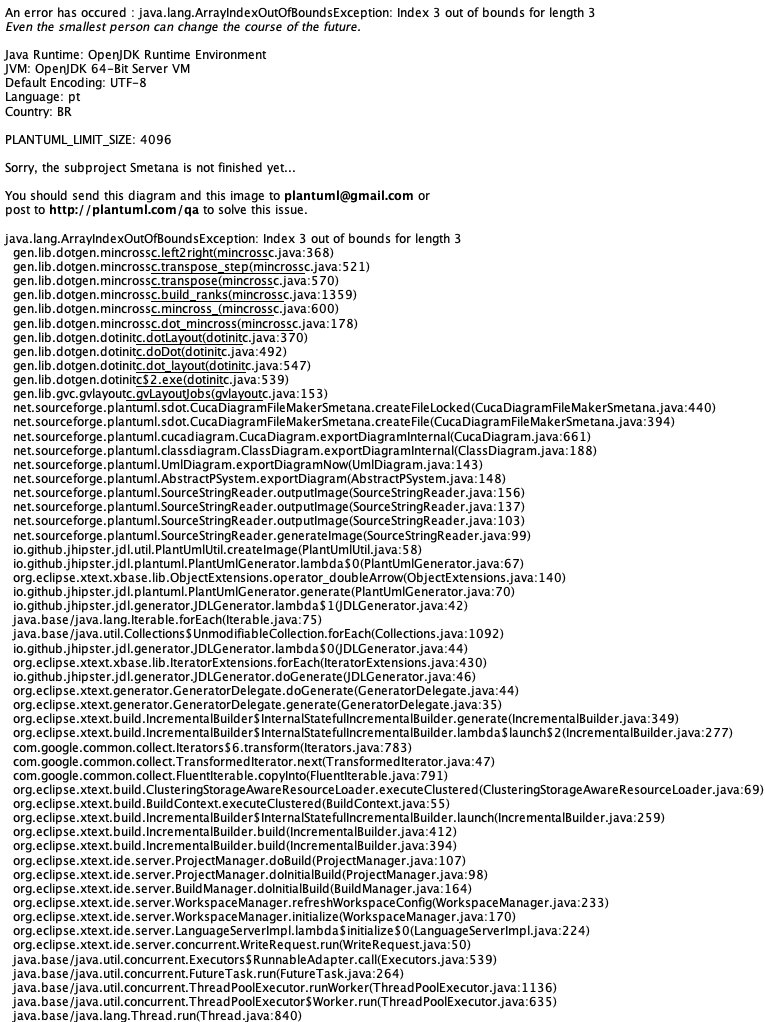 An error has occured : java.lang.ArrayIndexOutOfBoundsException: Index 3 out of bounds for length 3
Even the smallest person can change the course of the future.
Java Runtime: OpenJDK Runtime Environment
JVM: OpenJDK 64-Bit Server VM
Default Encoding: UTF-8
Language: pt
Country: BR
PLANTUML_LIMIT_SIZE: 4096
Sorry, the subproject Smetana is not finished yet...
You should send this diagram and this image to plantuml@gmail.com or
post to http://plantuml.com/qa to solve this issue.
java.lang.ArrayIndexOutOfBoundsException: Index 3 out of bounds for length 3
gen.lib.dotgen.mincrossc.left2right(mincrossc.java:368)
gen.lib.dotgen.mincrossc.transpose_step(mincrossc.java:521)
gen.lib.dotgen.mincrossc.transpose(mincrossc.java:570)
gen.lib.dotgen.mincrossc.build_ranks(mincrossc.java:1359)
gen.lib.dotgen.mincrossc.mincross_(mincrossc.java:600)
gen.lib.dotgen.mincrossc.dot_mincross(mincrossc.java:178)
gen.lib.dotgen.dotinitc.dotLayout(dotinitc.java:370)
gen.lib.dotgen.dotinitc.doDot(dotinitc.java:492)
gen.lib.dotgen.dotinitc.dot_layout(dotinitc.java:547)
gen.lib.dotgen.dotinitc$2.exe(dotinitc.java:539)
gen.lib.gvc.gvlayoutc.gvLayoutJobs(gvlayoutc.java:153)
net.sourceforge.plantuml.sdot.CucaDiagramFileMakerSmetana.createFileLocked(CucaDiagramFileMakerSmetana.java:440)
net.sourceforge.plantuml.sdot.CucaDiagramFileMakerSmetana.createFile(CucaDiagramFileMakerSmetana.java:394)
net.sourceforge.plantuml.cucadiagram.CucaDiagram.exportDiagramInternal(CucaDiagram.java:661)
net.sourceforge.plantuml.classdiagram.ClassDiagram.exportDiagramInternal(ClassDiagram.java:188)
net.sourceforge.plantuml.UmlDiagram.exportDiagramNow(UmlDiagram.java:143)
net.sourceforge.plantuml.AbstractPSystem.exportDiagram(AbstractPSystem.java:148)
net.sourceforge.plantuml.SourceStringReader.outputImage(SourceStringReader.java:156)
net.sourceforge.plantuml.SourceStringReader.outputImage(SourceStringReader.java:137)
net.sourceforge.plantuml.SourceStringReader.outputImage(SourceStringReader.java:103)
net.sourceforge.plantuml.SourceStringReader.generateImage(SourceStringReader.java:99)
io.github.jhipster.jdl.util.PlantUmlUtil.createImage(PlantUmlUtil.java:58)
io.github.jhipster.jdl.plantuml.PlantUmlGenerator.lambda$0(PlantUmlGenerator.java:67)
org.eclipse.xtext.xbase.lib.ObjectExtensions.operator_doubleArrow(ObjectExtensions.java:140)
io.github.jhipster.jdl.plantuml.PlantUmlGenerator.generate(PlantUmlGenerator.java:70)
io.github.jhipster.jdl.generator.JDLGenerator.lambda$1(JDLGenerator.java:42)
java.base/java.lang.Iterable.forEach(Iterable.java:75)
java.base/java.util.Collections$UnmodifiableCollection.forEach(Collections.java:1092)
io.github.jhipster.jdl.generator.JDLGenerator.lambda$0(JDLGenerator.java:44)
org.eclipse.xtext.xbase.lib.IteratorExtensions.forEach(IteratorExtensions.java:430)
io.github.jhipster.jdl.generator.JDLGenerator.doGenerate(JDLGenerator.java:46)
org.eclipse.xtext.generator.GeneratorDelegate.doGenerate(GeneratorDelegate.java:44)
org.eclipse.xtext.generator.GeneratorDelegate.generate(GeneratorDelegate.java:35)
org.eclipse.xtext.build.IncrementalBuilder$InternalStatefulIncrementalBuilder.generate(IncrementalBuilder.java:349)
org.eclipse.xtext.build.IncrementalBuilder$InternalStatefulIncrementalBuilder.lambda$launch$2(IncrementalBuilder.java:277)
com.google.common.collect.Iterators$6.transform(Iterators.java:783)
com.google.common.collect.TransformedIterator.next(TransformedIterator.java:47)
com.google.common.collect.FluentIterable.copyInto(FluentIterable.java:791)
org.eclipse.xtext.build.ClusteringStorageAwareResourceLoader.executeClustered(ClusteringStorageAwareResourceLoader.java:69)
org.eclipse.xtext.build.BuildContext.executeClustered(BuildContext.java:55)
org.eclipse.xtext.build.IncrementalBuilder$InternalStatefulIncrementalBuilder.launch(IncrementalBuilder.java:259)
org.eclipse.xtext.build.IncrementalBuilder.build(IncrementalBuilder.java:412)
org.eclipse.xtext.build.IncrementalBuilder.build(IncrementalBuilder.java:394)
org.eclipse.xtext.ide.server.ProjectManager.doBuild(ProjectManager.java:107)
org.eclipse.xtext.ide.server.ProjectManager.doInitialBuild(ProjectManager.java:98)
org.eclipse.xtext.ide.server.BuildManager.doInitialBuild(BuildManager.java:164)
org.eclipse.xtext.ide.server.WorkspaceManager.refreshWorkspaceConfig(WorkspaceManager.java:233)
org.eclipse.xtext.ide.server.WorkspaceManager.initialize(WorkspaceManager.java:170)
org.eclipse.xtext.ide.server.LanguageServerImpl.lambda$initialize$0(LanguageServerImpl.java:224)
org.eclipse.xtext.ide.server.concurrent.WriteRequest.run(WriteRequest.java:50)
java.base/java.util.concurrent.Executors$RunnableAdapter.call(Executors.java:539)
java.base/java.util.concurrent.FutureTask.run(FutureTask.java:264)
java.base/java.util.concurrent.ThreadPoolExecutor.runWorker(ThreadPoolExecutor.java:1136)
java.base/java.util.concurrent.ThreadPoolExecutor$Worker.run(ThreadPoolExecutor.java:635)
java.base/java.lang.Thread.run(Thread.java:840)